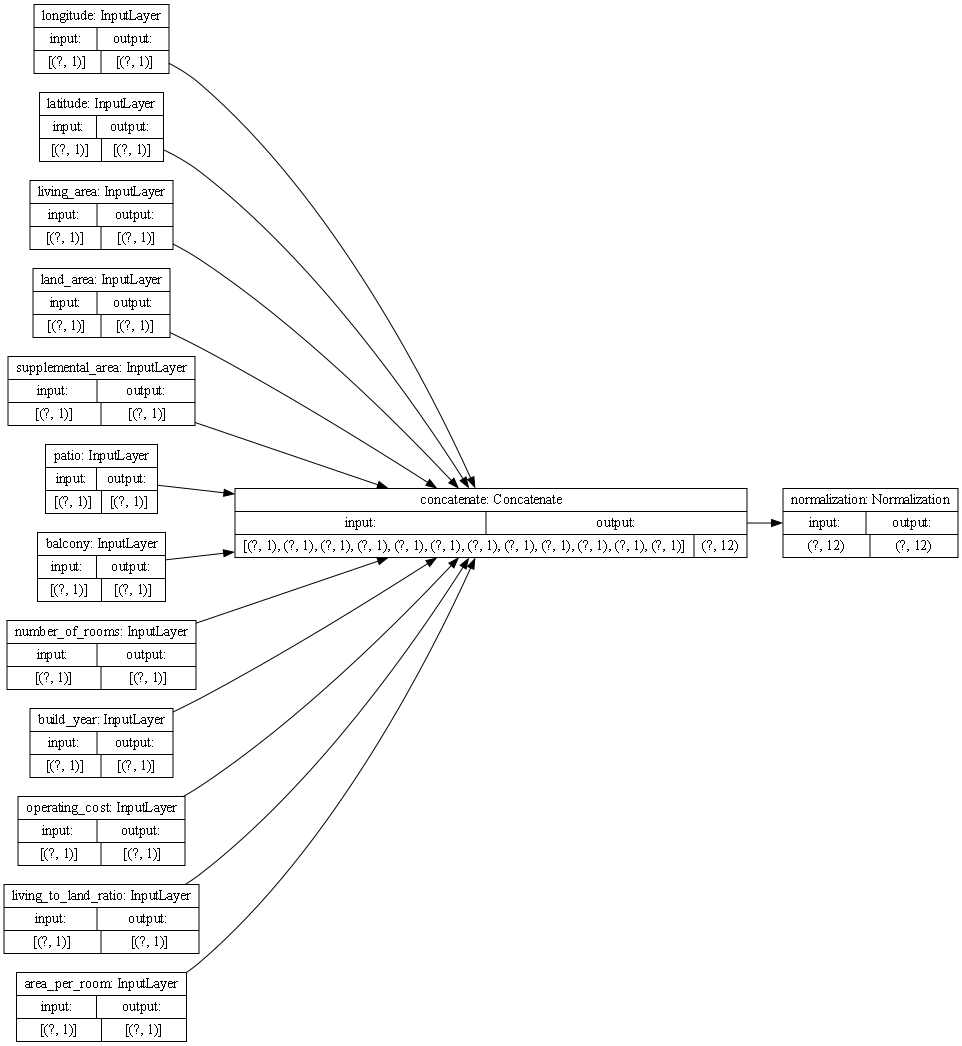 longitude: InputLayer
input: output:
[(?, 1)] [(?, 1)]
latitude: InputLayer
input: output:
[(?, 1)] [(?, 1)]
living_area: InputLayer
input: output:
[(?, 1)] [(?, 1)]
land_area: InputLayer
input: output:
[(?, 1)] [(?, 1)]
supplemental_area: InputLayer
input: output:
[(?, 1)] [(?, 1)]
patio: InputLayer
input: output:
[(?, 1)] [(?, 1)]
balcony: InputLayer
input: output:
[(?, 1)] [(?, 1)]
number_of_rooms: InputLayer
input: output:
[(?, 1)] [(?, 1)]
build_year: InputLayer
input: output:
[(?, 1)] [(?, 1)]
operating_cost: InputLayer
input: output:
[(?, 1)] [(?, 1)]
living_to_land_ratio: InputLayer
input: output:
[(?, 1)] [(?, 1)]
area_per_room: InputLayer
input: output:
[(?, 1)] [(?, 1)]
concatenate: Concatenate
input: output:
[(?, 1), (?, 1), (?, 1), (?, 1), (?, 1), (?, 1), (?, 1), (?, 1), (?, 1), (?, 1), (?, 1), (?, 1)] (?, 12)
normalization: Normalization
input: output:
(?, 12) (?, 12)